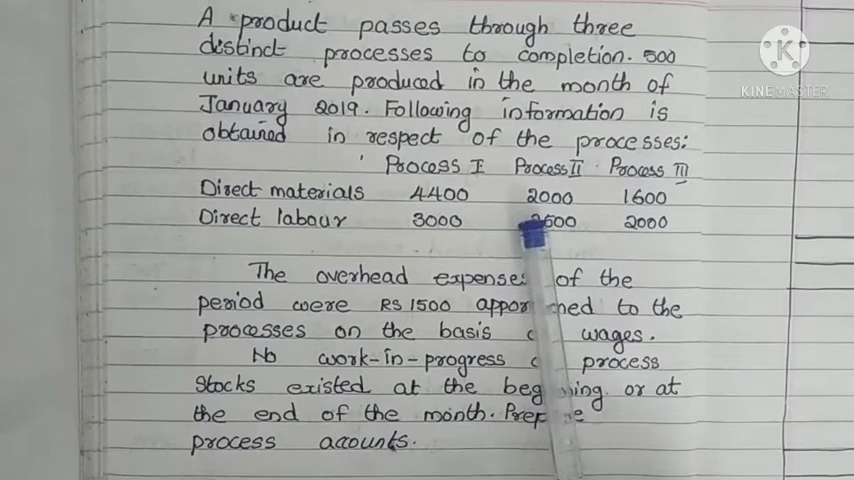 A product passes through three
distinct processes to completion. 500
units are produced in the month of
January 2019. Following information is
obtained in respect of the processes:
Process I Process II Process III
Direct materials 4400 2000 1600
Direct labour 3000 2000
The overhead expenses of the
period were RS 1500 to the
processes on the basis wages.
No work-in-progress process
stocks existed at the or at
the end of the month.
process accounts.
K
KINEMASTER